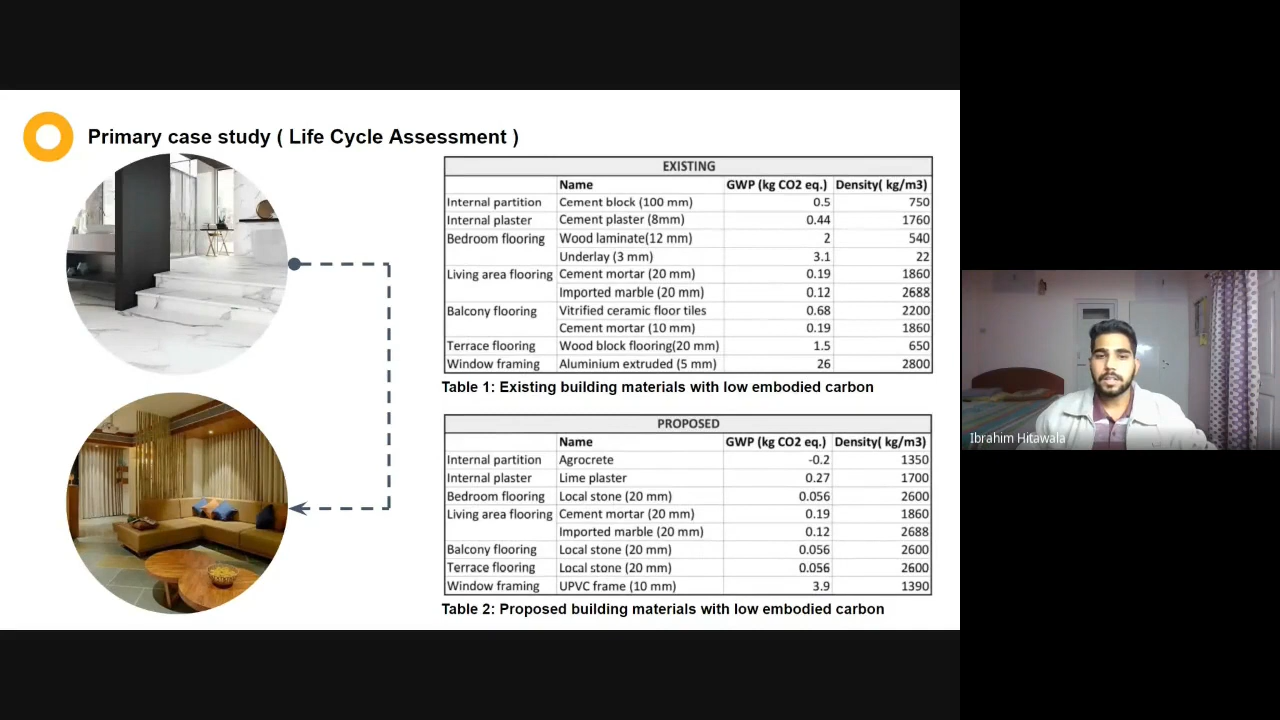 Primary case study ( Life Cycle Assessment )
EXISTING
Name GWP (kg CO2 eq.) Density( kg/m3)
Internal partition Cement block (100 mm) 0.5 750
Internal plaster Cement plaster (8mm) 0.44 1760
Bedroom flooring Wood laminate(12 mm) 2 540
Underlay (3 mm) 3.1 22
Living area flooring Cement mortar (20 mm) 0.19 1860
Imported marble (20 mm) 0.12 2688
Balcony flooring Vitrified ceramic floor tiles 0.68 2200
Cement mortar (10 mm) 0.19 1860
Terrace flooring Wood block flooring(20 mm) 1.5 650
Window framing Aluminium extruded (5 mm) 26 2800
Table 1: Existing building materials with low embodied carbon
PROPOSED
Name GWP (kg CO2 eq.) Density( kg/m3)
Internal partition Agrocrete -0.2 1350
Internal plaster Lime plaster 0.27 1700
Bedroom flooring Local stone (20 mm) 0.056 2600
Living area flooring Cement mortar (20 mm) 0.19 1860
Imported marble (20 mm) 0.12 2688
Balcony flooring Local stone (20 mm) 0.056 2600
Terrace flooring Local stone (20 mm) 0.056 2600
Window framing UPVC frame (10 mm) 3.9 1390
Table 2: Proposed building materials with low embodied carbon
Ibrahim Hitawala